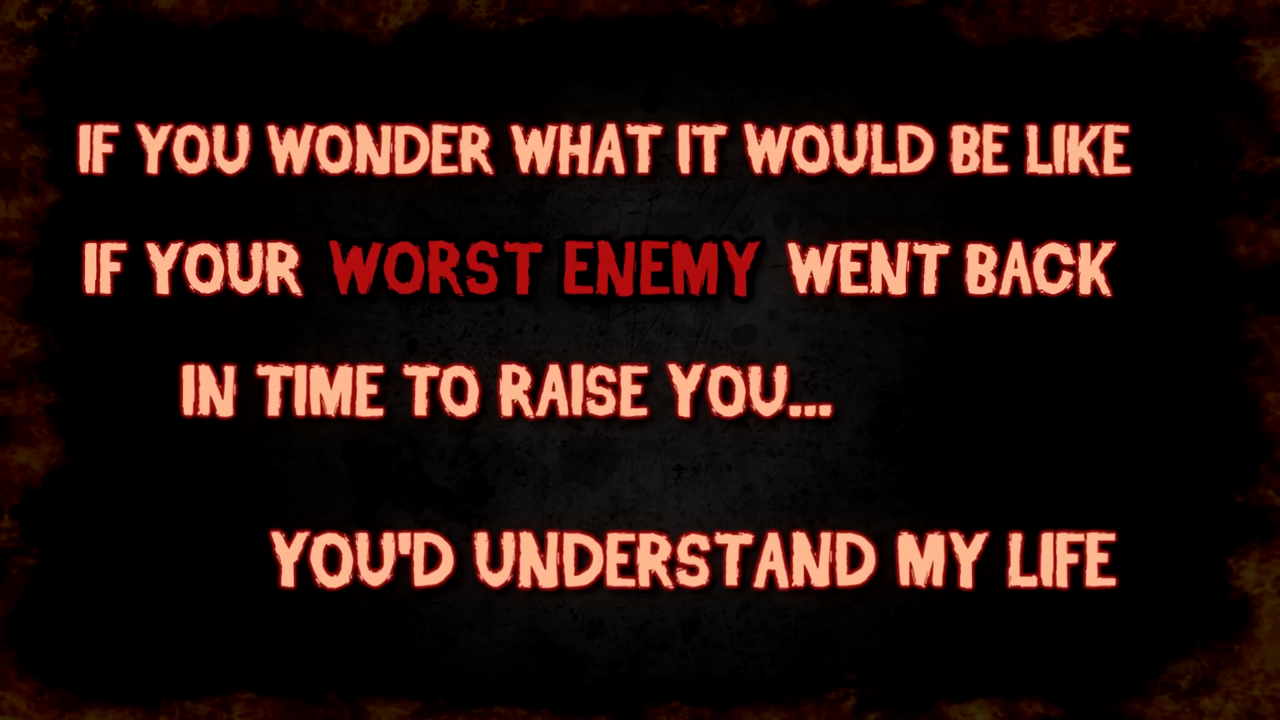 IF YOU WONDER WHAT IT WOULD BE LIKE
IF YOUR WORST ENEMY WENT BACK
IN TIME TO RAISE YOU...
YOU'D UNDERSTAND MY LIFE